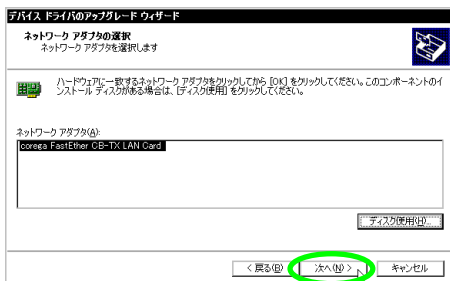 デバイス ドライバのアップグレード ウィザード
ネットワーク アダプタの選択
ネットワーク アダプタを選択します
ハードウェアに一致するネットワーク アダプタをクリックしてから [OK] をクリックしてください。このコンポーネントのイ
ンストール ディスクがある場合は、[ディスク使用] をクリックしてください。
ネットワーク アダプタ(A):
corega FastEther CB-TX LAN Card
ディスク使用(H)...
< 戻る(B)
次へ(N) >
キャンセル